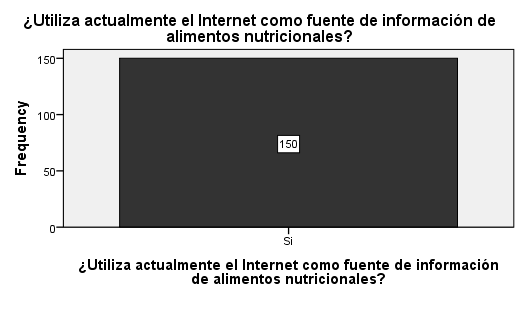 ¿Utiliza actualmente el Internet como fuente de información de
alimentos nutricionales?
150
100
50
0
Frequency
150
Si
¿Utiliza actualmente el Internet como fuente de información
de alimentos nutricionales?